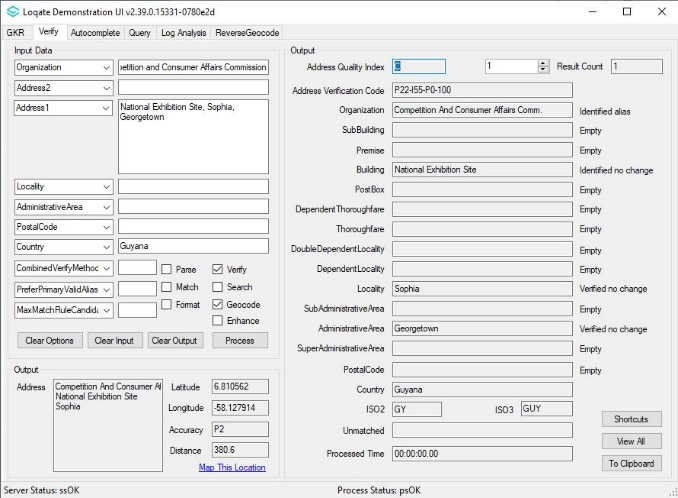 Loqate Demonstration UI v2.39.0.15331-0780e2d
GKR Verify Autocomplete Query Log Analysis ReverseGeocode
Input Data
Organization petition and Consumer Affairs Commission
Address2
Address1 National Exhibition Site, Sophia,
Georgetown
Locality
AdministrativeArea
PostalCode
Country Guyana
CombinedVerifyMethoc Parse Verify
PreferPrimaryValidAlias Match Search
MaxMatchRuleCandida Format Geocode
Enhance
Clear Options Clear Input Clear Output Process
Output
Address Competition And Consumer Af
National Exhibition Site
Sophia
Latitude 6.810562
Longitude -58.127914
Accuracy P2
Distance 380.6
Map This Location
Output
Address Quality Index C 1 Result Count 1
Address Verification Code P22-I55-P0-100
Organization Competition And Consumer Affairs Comm. Identified alias
SubBuilding Empty
Premise Empty
Building National Exhibition Site Identified no change
PostBox Empty
DependentThoroughfare Empty
Thoroughfare Empty
DoubleDependentLocality Empty
DependentLocality Empty
Locality Sophia Verified no change
SubAdministrativeArea Empty
AdministrativeArea Georgetown Verified no change
SuperAdministrativeArea Empty
PostalCode Empty
Country Guyana
ISO2 GY ISO3 GUY
Unmatched
Processed Time 00:00:00.00
Shortcuts
View All
To Clipboard
Server Status: ssOK Process Status: psOK